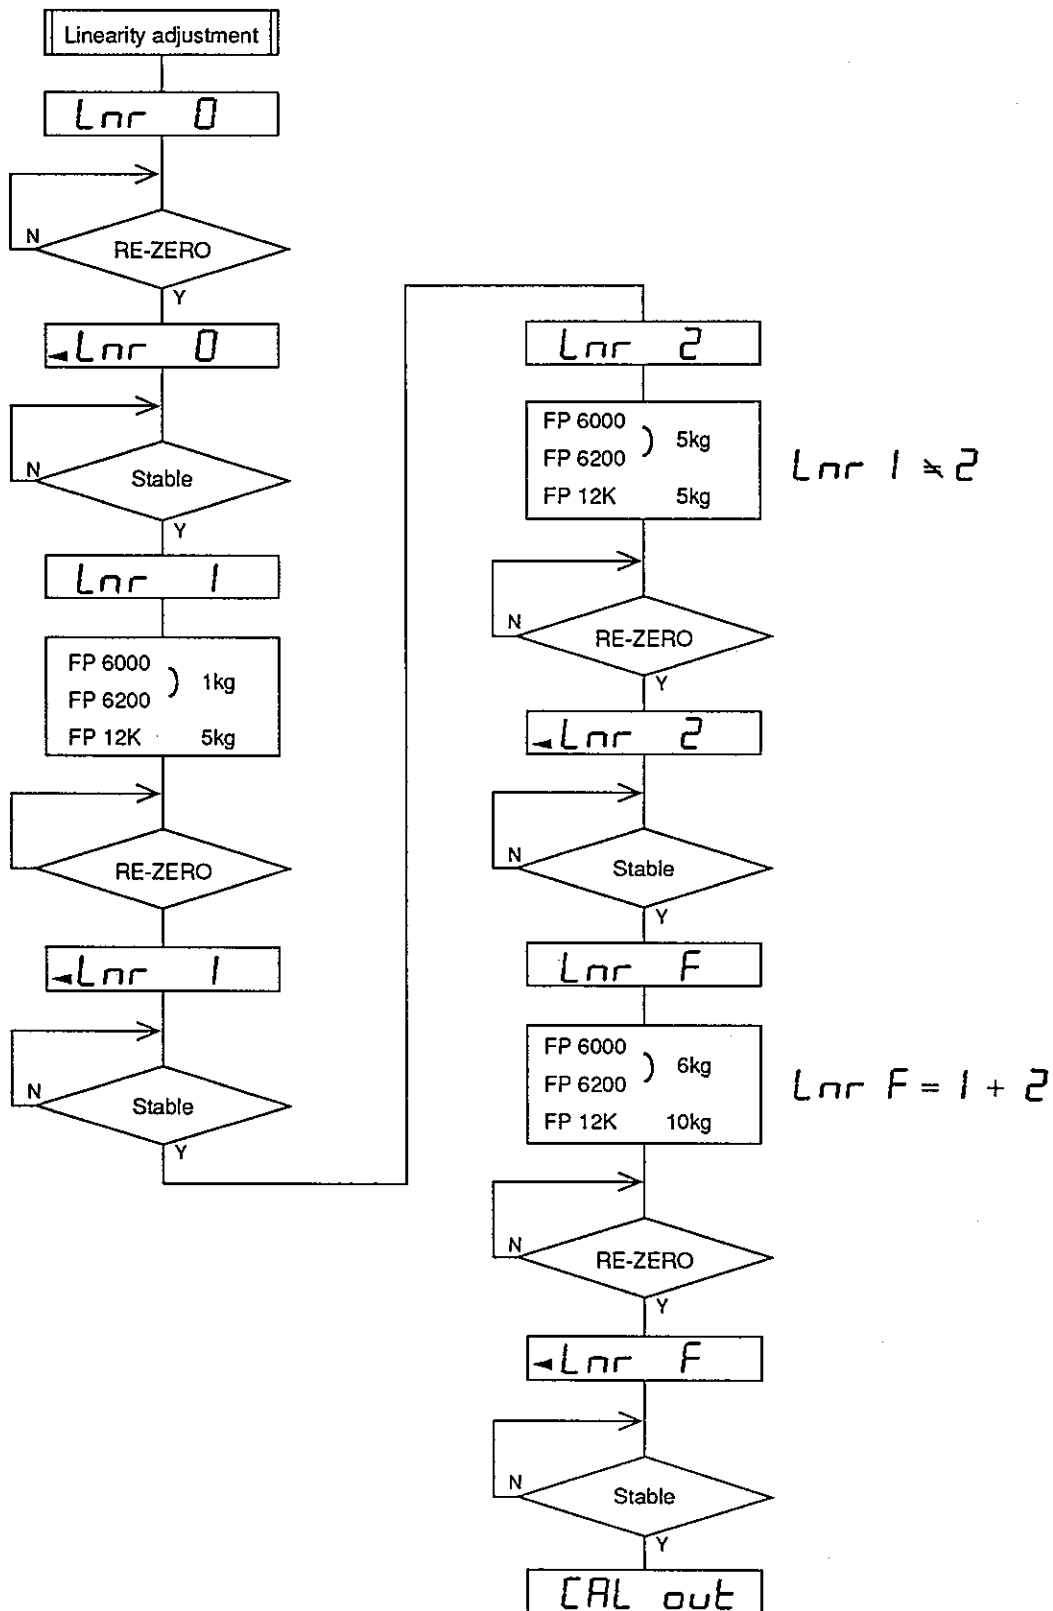 Linearity adjustment
Lnr 0
N
RE-ZERO
Y
◄Lnr 0
N
Stable
Y
Lnr 1
FP 6000
FP 6200
) 1kg
FP 12K 5kg
N
RE-ZERO
◄Lnr 1
N
Stable
Y
Lnr 2
FP 6000
FP 6200
) 5kg
FP 12K 5kg
Lnr 1 ≒ 2
N
RE-ZERO
Y
◄Lnr 2
N
Stable
Y
Lnr F
FP 6000
FP 6200
) 6kg
FP 12K 10kg
Lnr F = 1 + 2
N
RE-ZERO
Y
◄Lnr F
N
Stable
Y
CAL out